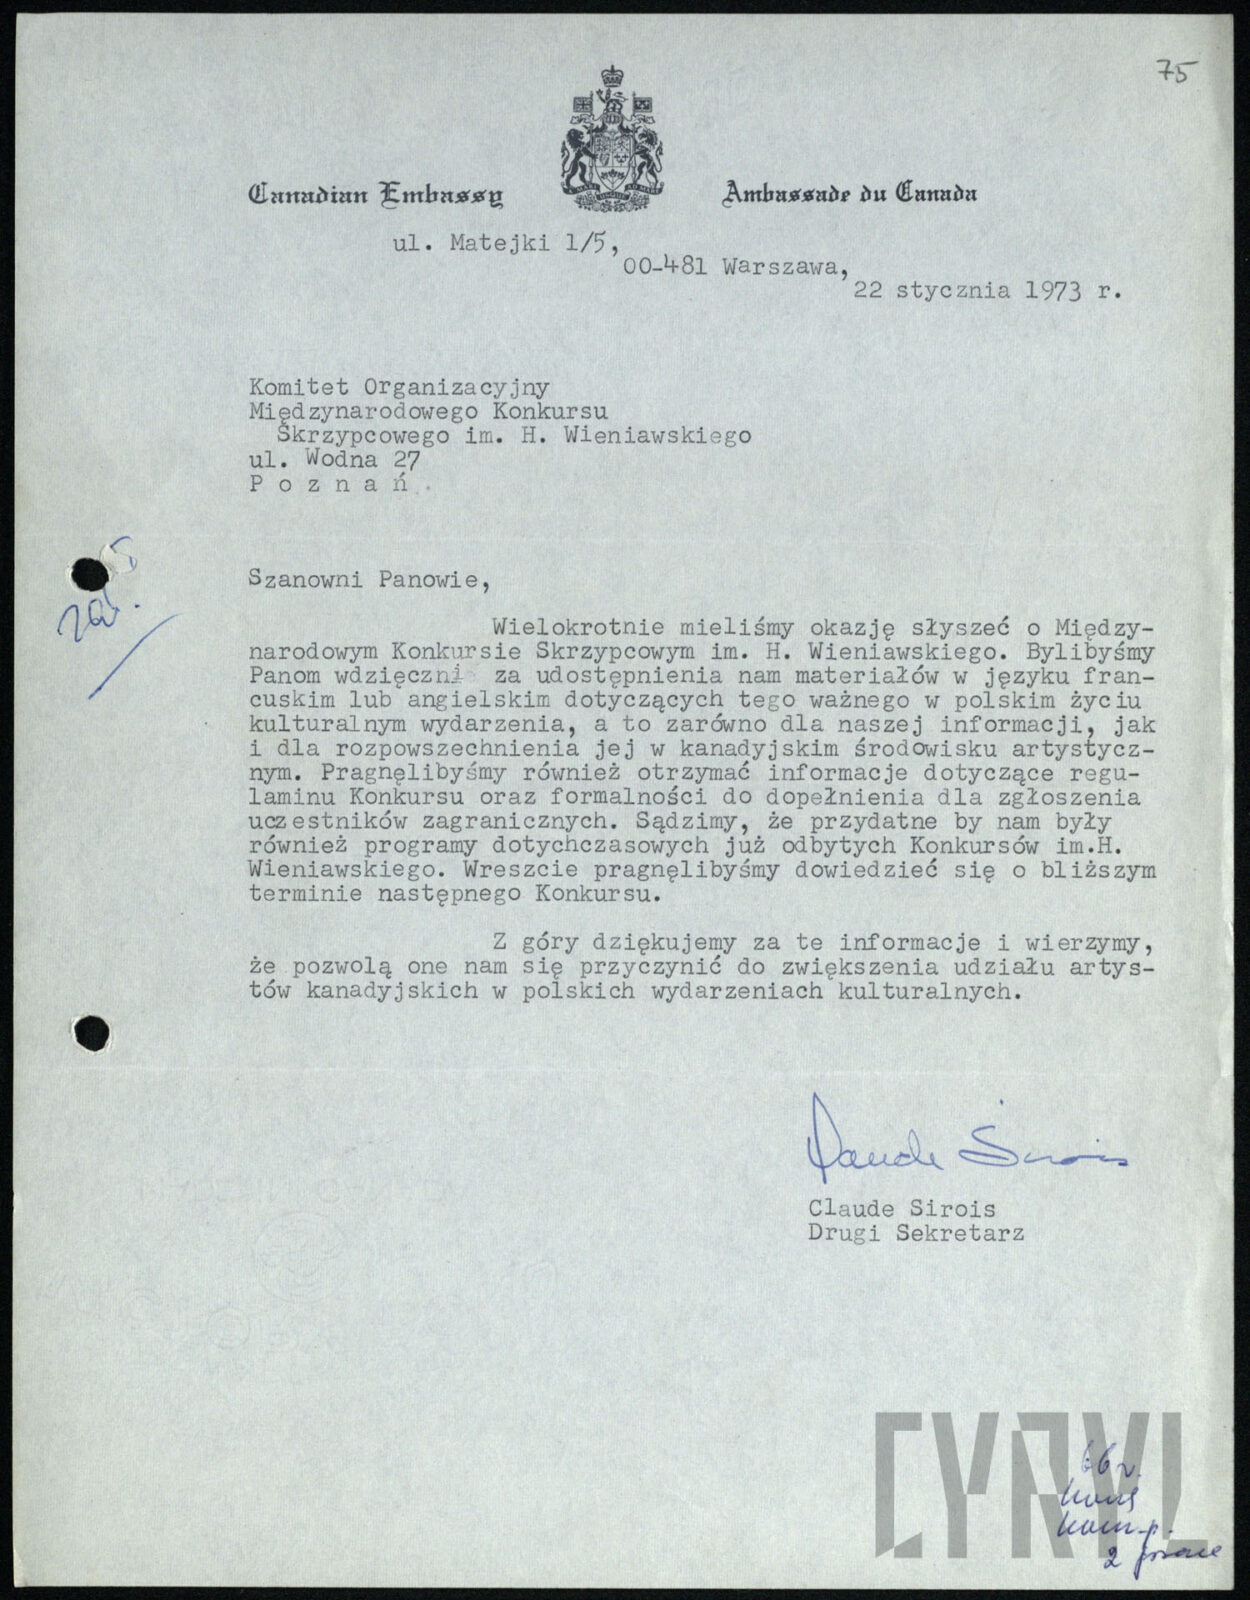 75
Canadian Embassy
Ambassade du Canada
ul. Matejki 1/5,
00-481 Warszawa,
22 stycznia 1973 r.
Komitet Organizacyjny
Międzynarodowego Konkursu
Skrzypcowego im. H. Wieniawskiego
ul. Wodna 27
P o z n a ń .
Szanowni Panowie,
Wielokrotnie mieliśmy okazję słyszeć o Między-
narodowym Konkursie Skrzypcowym im. H. Wieniawskiego. Bylibyśmy
Panom wdzięczni za udostępnienia nam materiałów w języku fran-
cuskim lub angielskim dotyczących tego ważnego w polskim życiu
kulturalnym wydarzenia, a to zarówno dla naszej informacji, jak
i dla rozpowszechnienia jej w kanadyjskim środowisku artystycz-
nym. Pragnęlibyśmy również otrzymać informacje dotyczące regu-
laminu Konkursu oraz formalności do dopełnienia dla zgłoszenia
uczestników zagranicznych. Sądzimy, że przydatne by nam były
również programy dotychczasowych już odbytych Konkursów im.H.
Wieniawskiego. Wreszcie pragnęlibyśmy dowiedzieć się o bliższym
terminie następnego Konkursu.
Z góry dziękujemy za te informacje i wierzymy,
że pozwolą one nam się przyczynić do zwiększenia udziału artys-
tów kanadyjskich w polskich wydarzeniach kulturalnych.
Claude Sirois
Claude Sirois
Drugi Sekretarz
CYRYL